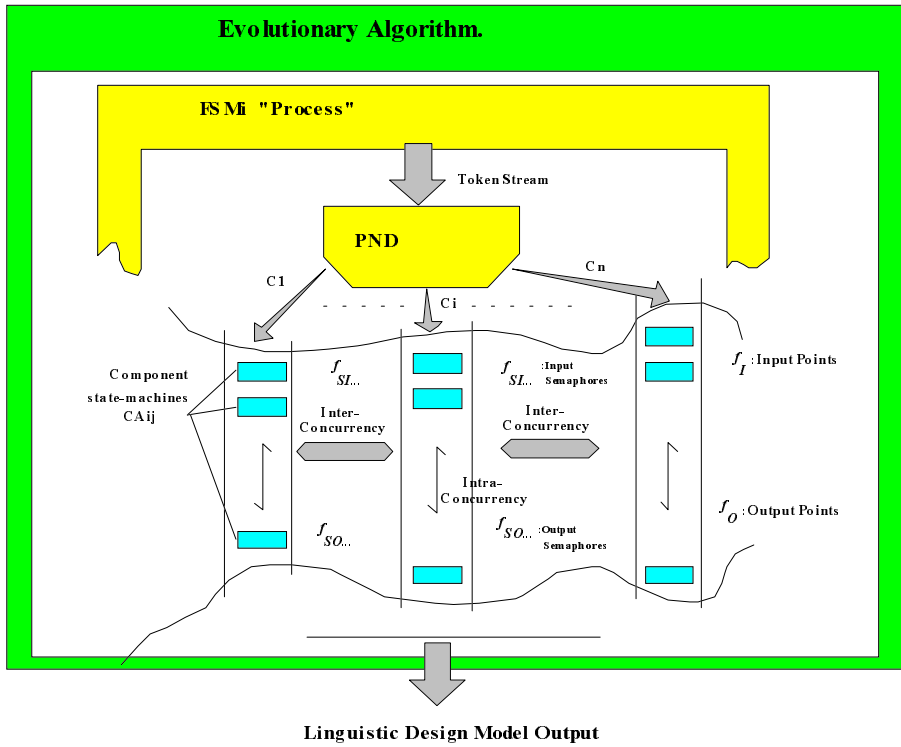 Evolutionary Algorithm.
FSMi "Process"
Token Stream
PND
C1
Cn
Ci
Component
state-machines
CAij
f SI...
f SI... :Input
Semaphores
f I :Input Points
Inter-
Concurrency
Inter-
Concurrency
Intra-
Concurrency
f SO...
f SO... :Output
Semaphores
f O :Output Points
Linguistic Design Model Output